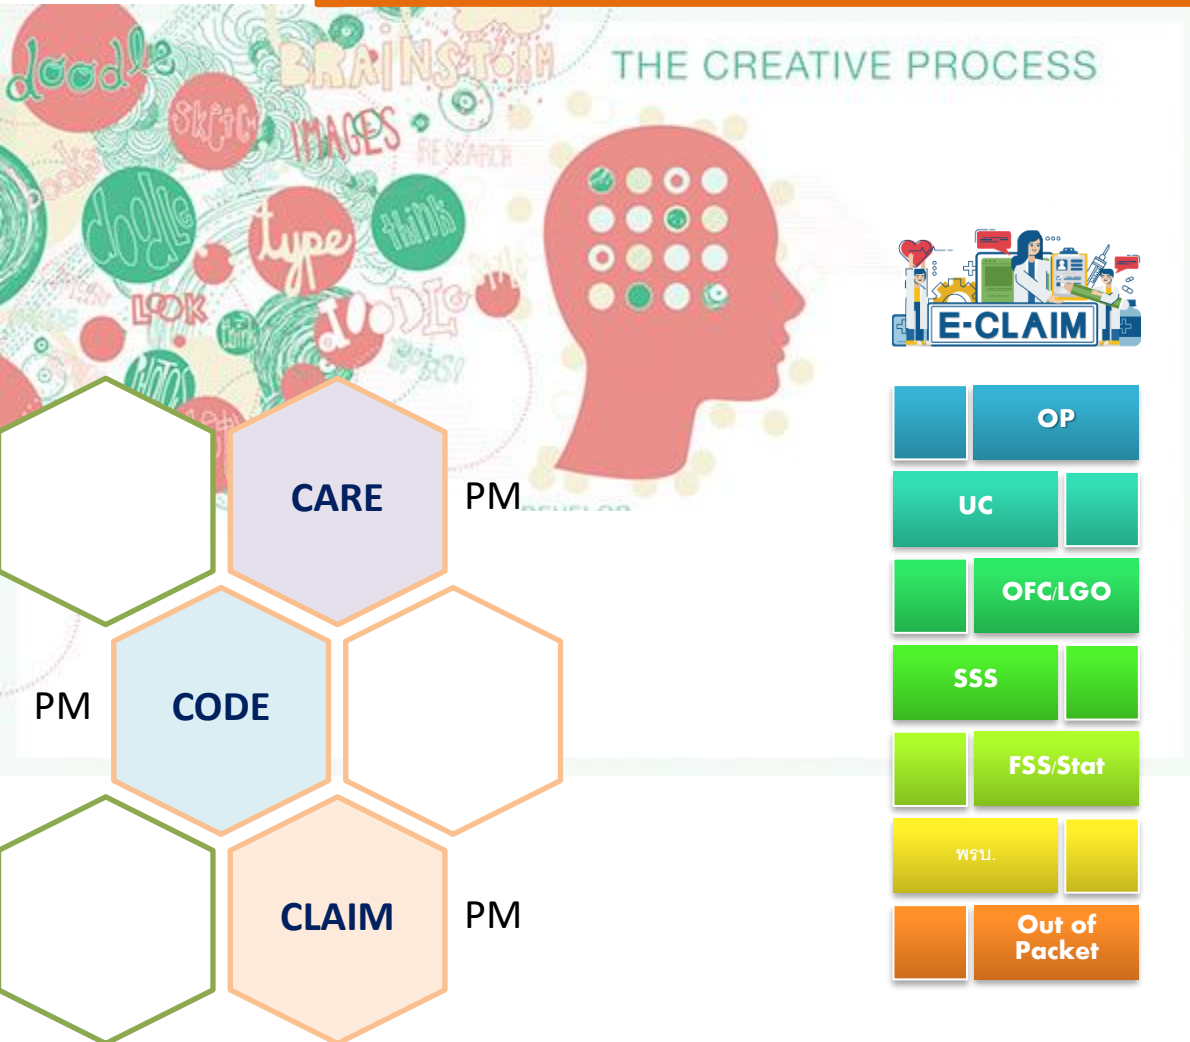 THE CREATIVE PROCESS
doodle
BRAINSTORM
sketch
IMAGES
RESEARCH
doodle
type
think
LOOK
E-CLAIM
CARE
PM
PM
CODE
CLAIM
PM
OP
UC
OFC/LGO
SSS
FSS/Stat
พรบ.
Out of
Packet